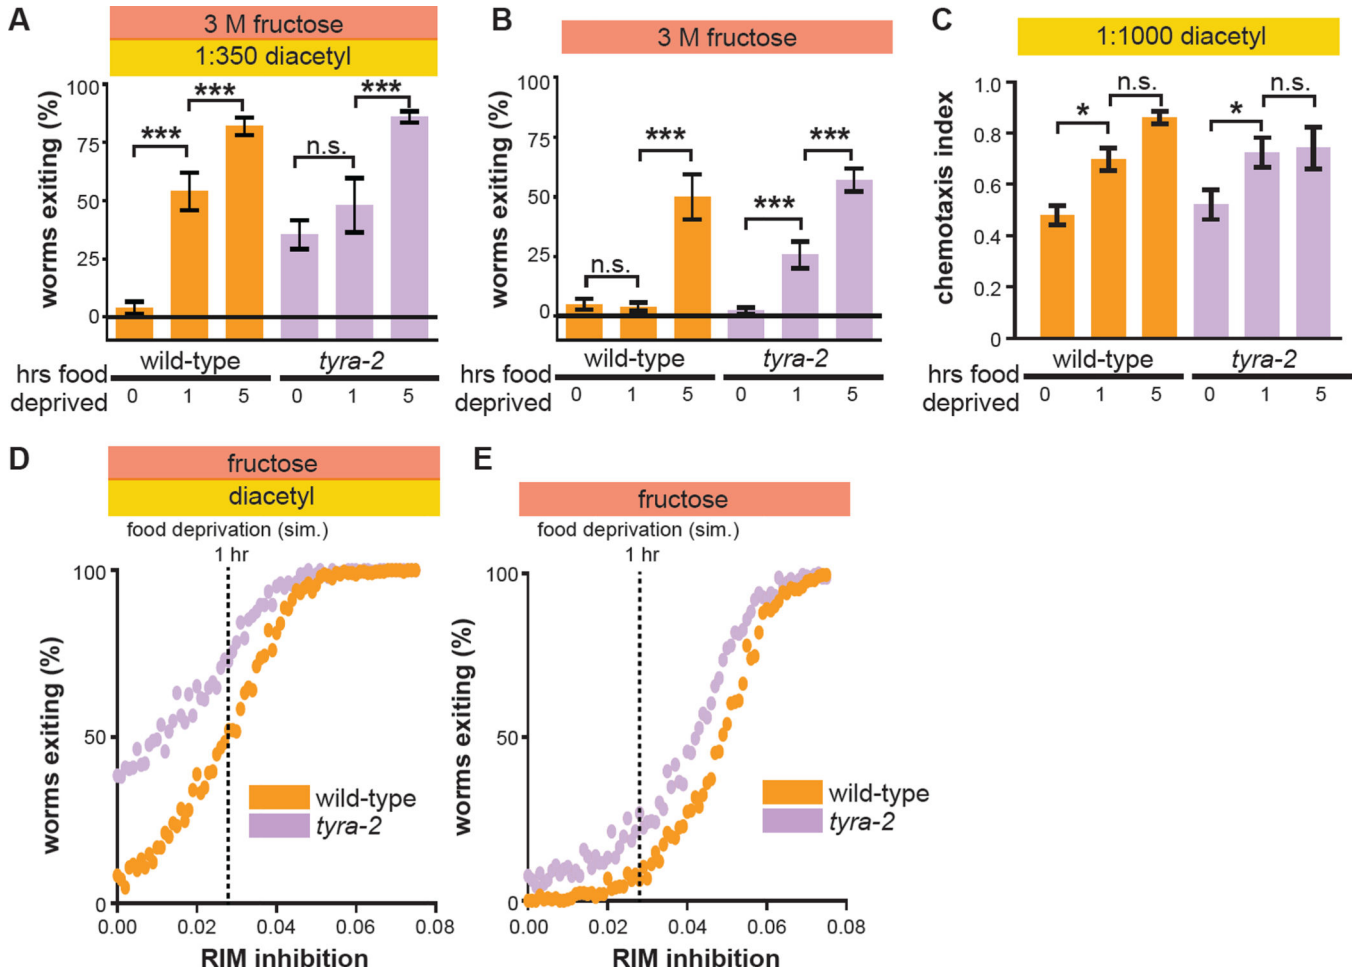 A
3 M fructose
1:350 diacetyl
worms exiting (%)
100
75
50
25
0
***
***
n.s.
***
wild-type
tyra-2
hrs food
deprived
0 1 5 0 1 5
B
3 M fructose
worms exiting (%)
100
75
50
25
0
n.s.
***
***
***
wild-type
tyra-2
hrs food
deprived
0 1 5 0 1 5
C
1:1000 diacetyl
chemotaxis index
1.0
0.8
0.6
0.4
0.2
0
*
n.s.
*
n.s.
wild-type
tyra-2
hrs food
deprived
0 1 5 0 1 5
D
fructose
diacetyl
food deprivation (sim.)
1 hr
worms exiting (%)
100
50
0
wild-type
tyra-2
0.00 0.02 0.04 0.06 0.08
RIM inhibition
E
fructose
food deprivation (sim.)
1 hr
worms exiting (%)
100
50
0
wild-type
tyra-2
0.00 0.02 0.04 0.06 0.08
RIM inhibition